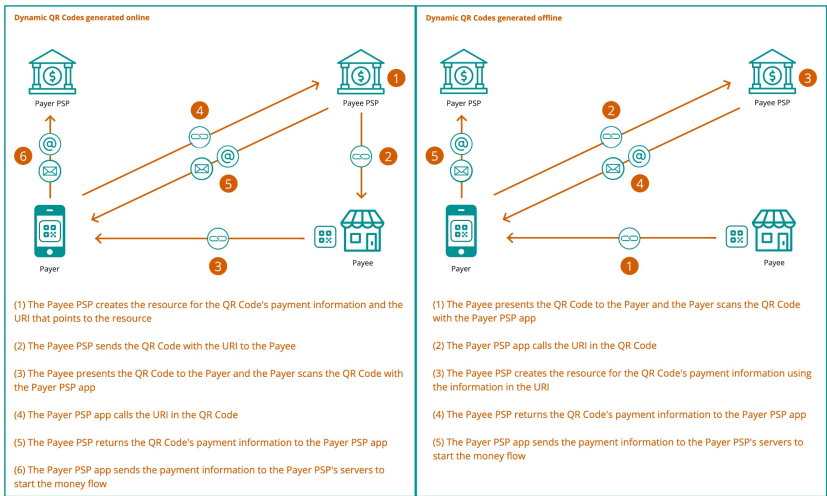 Dynamic QR Codes generated online
Payer PSP
Payee PSP
1
4
2
6
@
@
5
Payer
Payee
3
(1) The Payee PSP creates the resource for the QR Code's payment information and the
URI that points to the resource
(2) The Payee PSP sends the QR Code with the URI to the Payee
(3) The Payee presents the QR Code to the Payer and the Payer scans the QR Code with
the Payer PSP app
(4) The Payer PSP app calls the URI in the QR Code
(5) The Payee PSP returns the QR Code's payment information to the Payer PSP app
(6) The Payer PSP app sends the payment information to the Payer PSP's servers to
start the money flow
Dynamic QR Codes generated offline
Payer PSP
Payee PSP
3
2
5
@
@
4
Payer
Payee
1
(1) The Payee presents the QR Code to the Payer and the Payer scans the QR Code
with the Payer PSP app
(2) The Payer PSP app calls the URI in the QR Code
(3) The Payee PSP creates the resource for the QR Code's payment information using
the information in the URI
(4) The Payee PSP returns the QR Code's payment information to the Payer PSP app
(5) The Payer PSP app sends the payment information to the Payer PSP's servers to
start the money flow